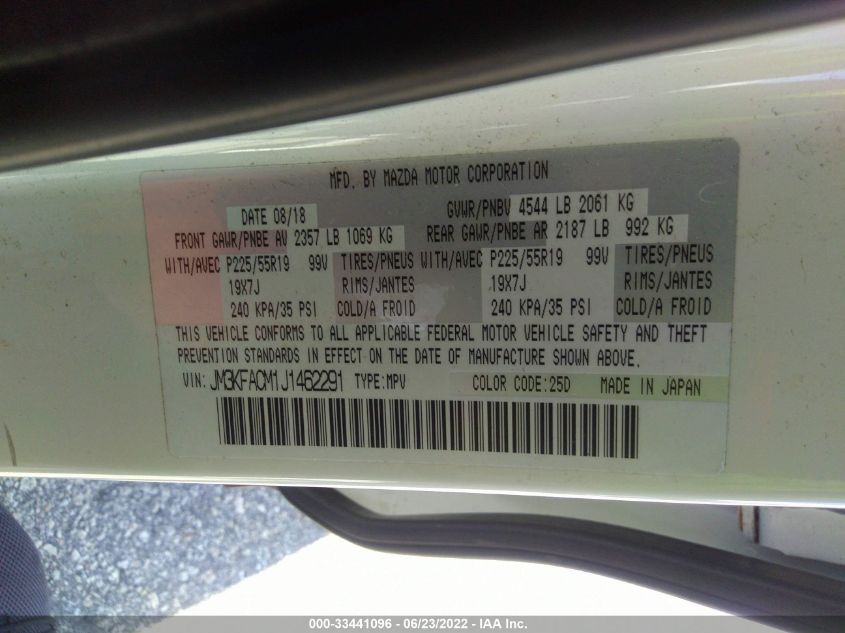 MFD. BY MAZDA MOTOR CORPORATION
DATE 08/18 GVWR/PNBV 4544 LB 2061 KG
FRONT GAWR/PNBE AV 2357 LB 1069 KG REAR GAWR/PNBE AR 2187 LB 992 KG
WITH/AVEC P225/55R19 99V TIRES/PNEUS WITH/AVEC P225/55R19 99V TIRES/PNEUS
19X7J RIMS/JANTES 19X7J RIMS/JANTES
240 KPA/35 PSI COLD/A FROID 240 KPA/35 PSI COLD/A FROID
THIS VEHICLE CONFORMS TO ALL APPLICABLE FEDERAL MOTOR VEHICLE SAFETY AND THEFT
PREVENTION STANDARDS IN EFFECT ON THE DATE OF MANUFACTURE SHOWN ABOVE.
VIN: JM3KFACM1J1462291 TYPE:MPV COLOR CODE:25D MADE IN JAPAN
000-33441096 - 06/23/2022 - IAA Inc.